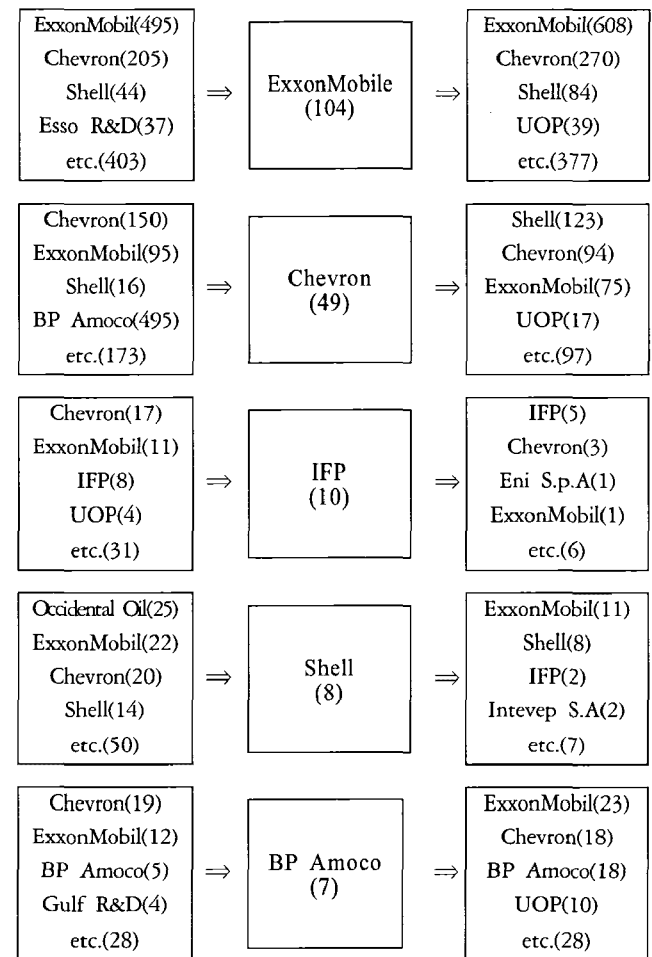 ExxonMobil(495)
Chevron(205)
Shell(44)
Esso R&D(37)
etc.(403)
⇒
ExxonMobile
(104)
⇒
ExxonMobil(608)
Chevron(270)
Shell(84)
UOP(39)
etc.(377)
Chevron(150)
ExxonMobil(95)
Shell(16)
BP Amoco(495)
etc.(173)
⇒
Chevron
(49)
⇒
Shell(123)
Chevron(94)
ExxonMobil(75)
UOP(17)
etc.(97)
Chevron(17)
ExxonMobil(11)
IFP(8)
UOP(4)
etc.(31)
⇒
IFP
(10)
⇒
IFP(5)
Chevron(3)
Eni S.p.A(1)
ExxonMobil(1)
etc.(6)
Occidental Oil(25)
ExxonMobil(22)
Chevron(20)
Shell(14)
etc.(50)
⇒
Shell
(8)
⇒
ExxonMobil(11)
Shell(8)
IFP(2)
Intevep S.A(2)
etc.(7)
Chevron(19)
ExxonMobil(12)
BP Amoco(5)
Gulf R&D(4)
etc.(28)
⇒
BP Amoco
(7)
⇒
ExxonMobil(23)
Chevron(18)
BP Amoco(18)
UOP(10)
etc.(28)